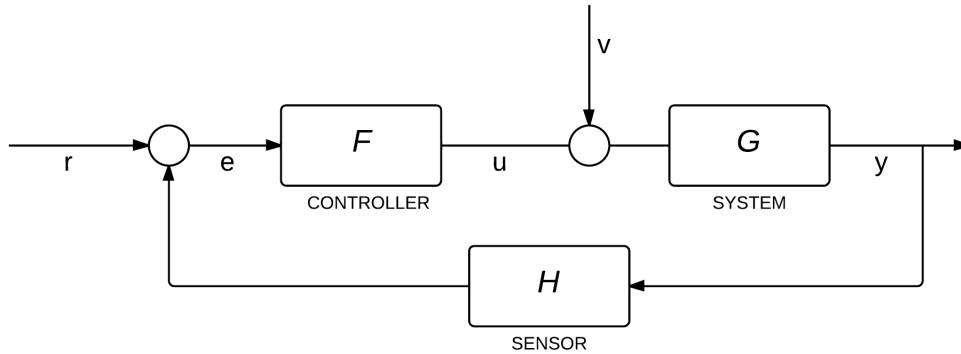 v
F
G
r
e
u
y
CONTROLLER
SYSTEM
H
SENSOR